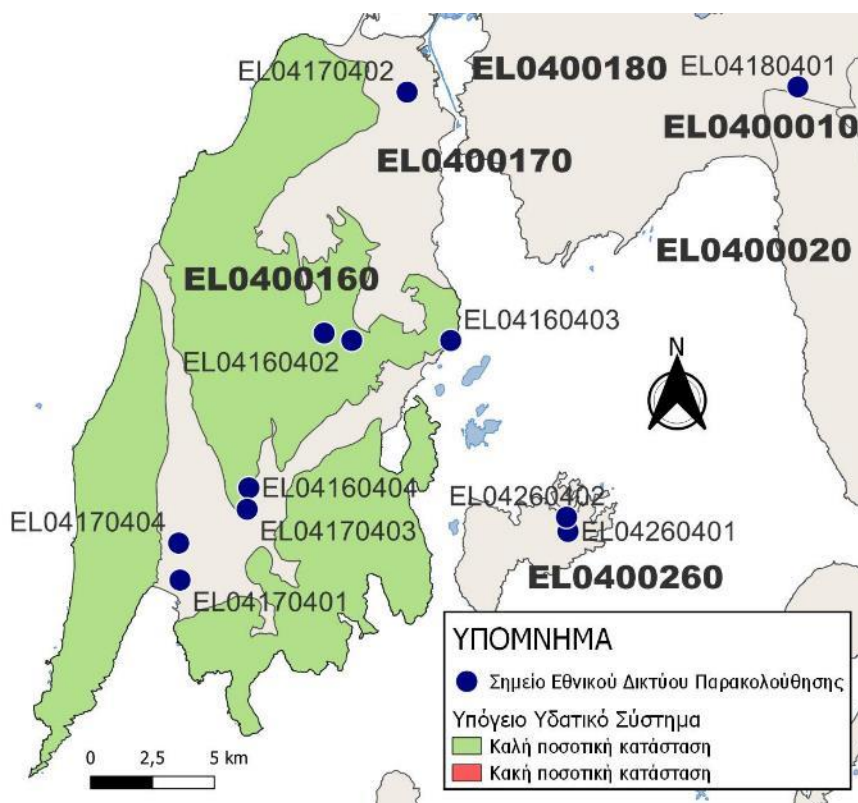 EL04170402
EL0400180
EL04180401
EL0400010
EL0400170
EL0400020
EL0400160
EL04160403
EL04160402
N
EL04160404
EL04260402
EL04170404
EL04170403
EL04260401
EL0400260
EL04170401
ΥΠΟΜΝΗΜΑ
Σημείο Εθνικού Δικτύου Παρακολούθησης
Υπόγειο Υδατικό Σύστημα
Καλή ποσοτική κατάσταση
Κακή ποσοτική κατάσταση
0 2,5 5 km